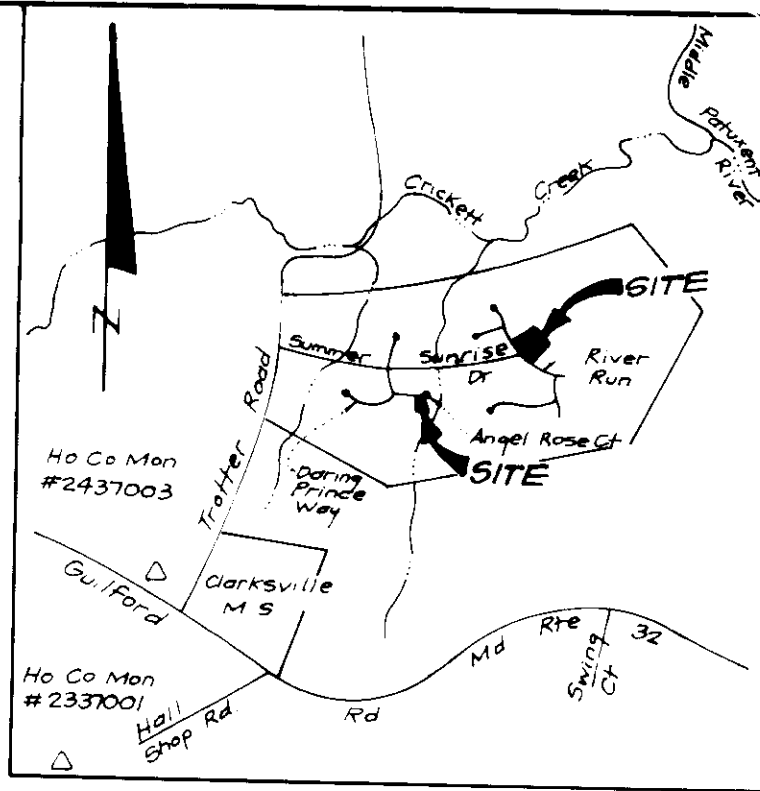 Middle
Patuxent
River
Crickett Creek
SITE
N
Summer Sunrise
Dr
River
Run
Trotter Road
Angel Rose Ct
SITE
Daring
Prince
Way
Ho Co Mon
#2437003
Guilford
Clarksville
M S
Md Rte 32
Swing
Ct
Ho Co Mon
#2337001
Hall
Shop Rd
Rd